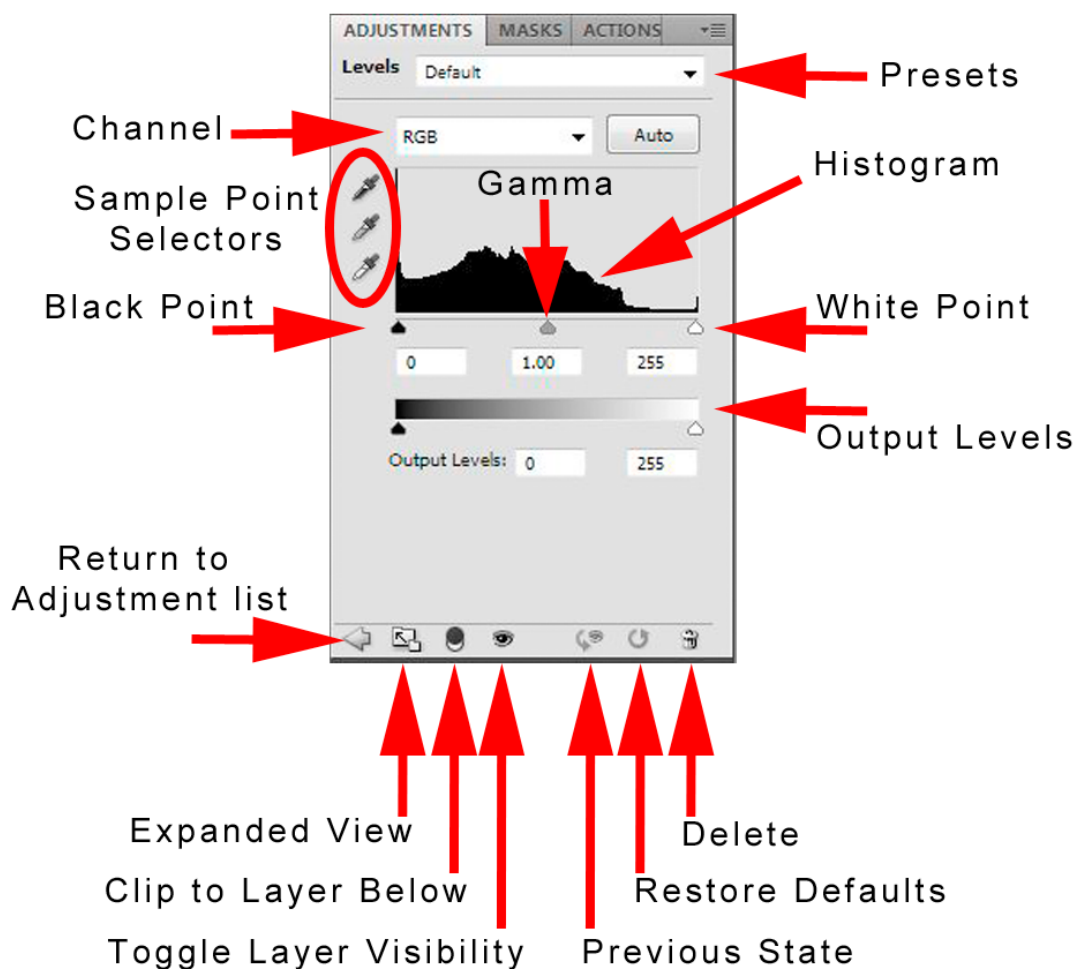 ADJUSTMENTS MASKS ACTIONS
Levels Default
Presets
Channel
RGB Auto
Histogram
Gamma
Sample Point
Selectors
Black Point
White Point
0 1.00 255
Output Levels
Output Levels: 0 255
Return to
Adjustment list
Expanded View
Delete
Clip to Layer Below
Restore Defaults
Toggle Layer Visibility
Previous State